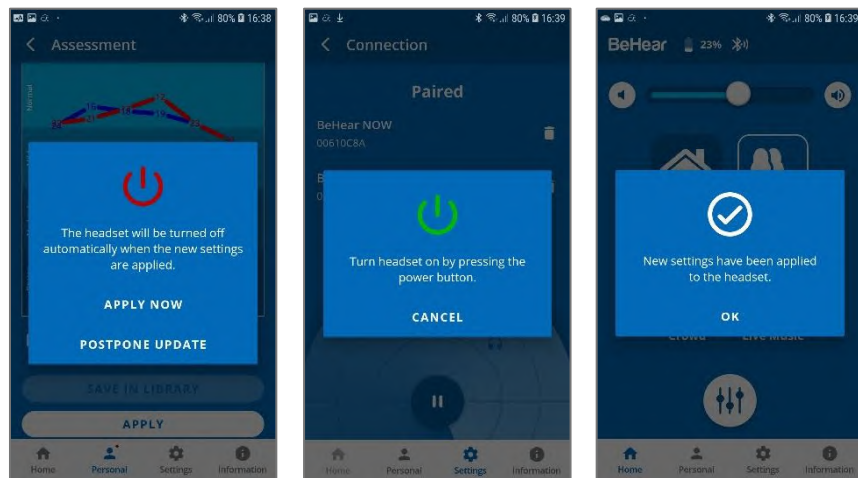 80% 16:38
Assessment
Normal
The headset will be turned off
automatically when the new settings
are applied.
APPLY NOW
POSTPONE UPDATE
SAVE IN LIBRARY
APPLY
Home Personal Settings Information
80% 16:39
Connection
Paired
BeHear NOW
00610C8A
Turn headset on by pressing the
power button.
CANCEL
Home Personal Settings Information
80% 16:39
BeHear 23%
New settings have been applied
to the headset.
OK
Crowd Live Music
Home Personal Settings Information